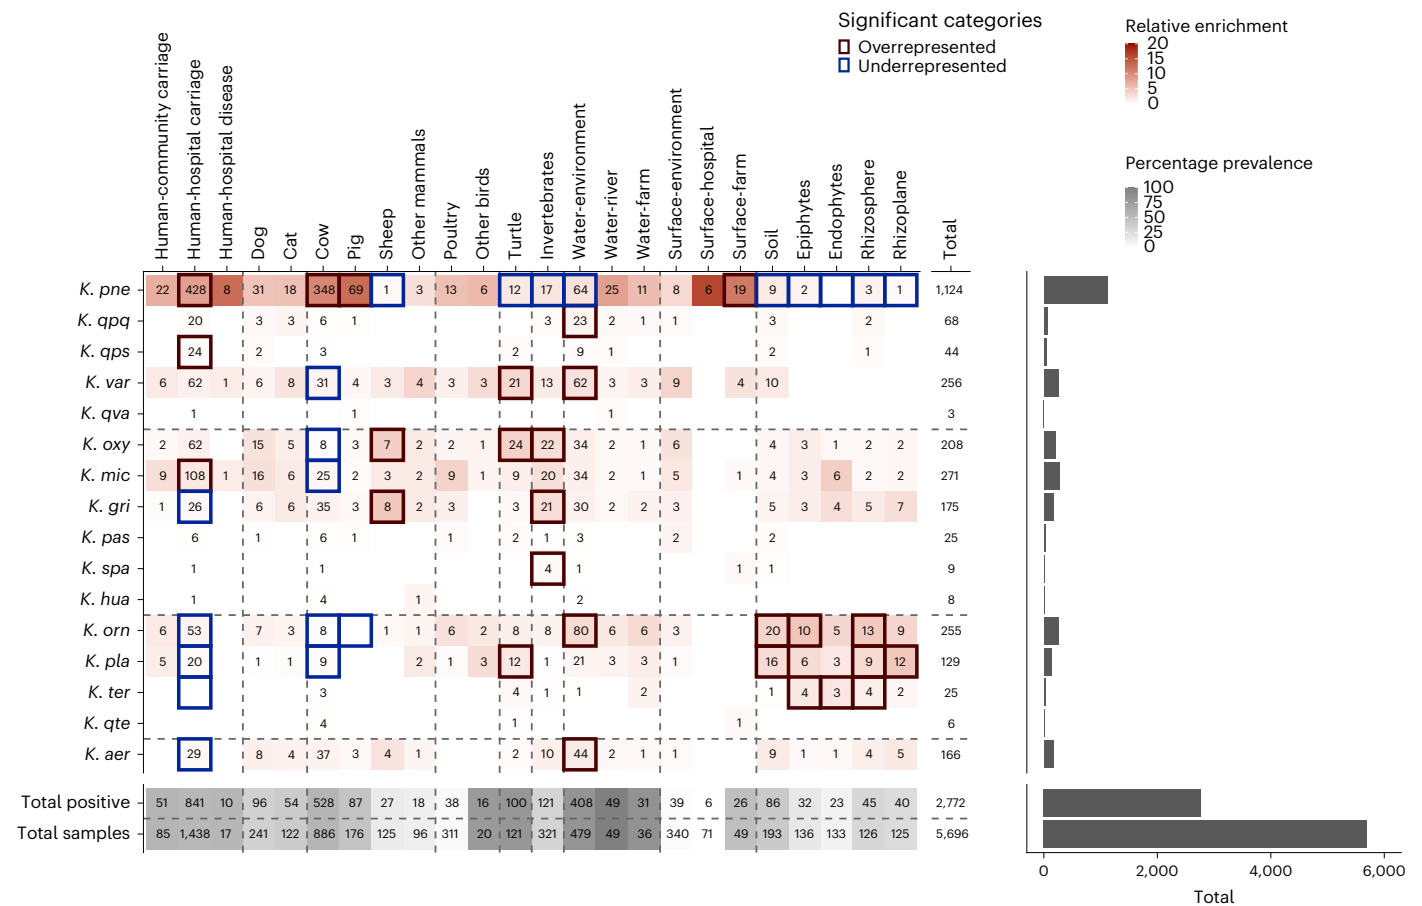 Significant categories
Overrepresented
Underrepresented
Relative enrichment
20
15
10
5
0
Percentage prevalence
100
75
50
25
0
Human-community carriage
Human-hospital carriage
Human-hospital disease
Dog
Cat
Cow
Pig
Sheep
Other mammals
Poultry
Other birds
Turtle
Invertebrates
Water-environment
Water-river
Water-farm
Surface-environment
Surface-hospital
Surface-farm
Soil
Epiphytes
Endophytes
Rhizosphere
Rhizoplane
Total
K. pne 22 428 8 31 18 348 69 1 3 13 6 12 17 64 25 11 8 6 19 9 2 3 1 1,124
K. qpq 20 3 3 6 1 3 23 2 1 1 3 2 68
K. qps 24 2 3 2 9 1 2 1 44
K. var 6 62 1 6 8 31 4 3 4 3 3 21 13 62 3 3 9 4 10 256
K. qva 1 1 1 3
K. oxy 2 62 15 5 8 3 7 2 2 1 24 22 34 2 1 6 4 3 1 2 2 208
K. mic 9 108 1 16 6 25 2 3 2 9 1 9 20 34 2 1 5 1 4 3 6 2 2 271
K. gri 1 26 6 6 35 3 8 2 3 3 21 30 2 2 3 5 3 4 5 7 175
K. pas 6 1 6 1 1 2 1 3 2 2 25
K. spa 1 1 4 1 1 1 9
K. hua 1 4 1 2 8
K. orn 6 53 7 3 8 1 1 6 2 8 8 80 6 6 3 20 10 5 13 9 255
K. pla 5 20 1 1 9 2 1 3 12 1 21 3 3 1 16 6 3 9 12 129
K. ter 3 4 1 1 2 1 4 3 4 2 25
K. qte 4 1 1 6
K. aer 29 8 4 37 3 4 1 2 10 44 2 1 1 9 1 1 4 5 166
Total positive 51 841 10 96 54 528 87 27 18 38 16 100 121 408 49 31 39 6 26 86 32 23 45 40 2,772
Total samples 85 1,438 17 241 122 886 176 125 96 311 20 121 321 479 49 36 340 71 49 193 136 133 126 125 5,696
0 2,000 4,000 6,000
Total